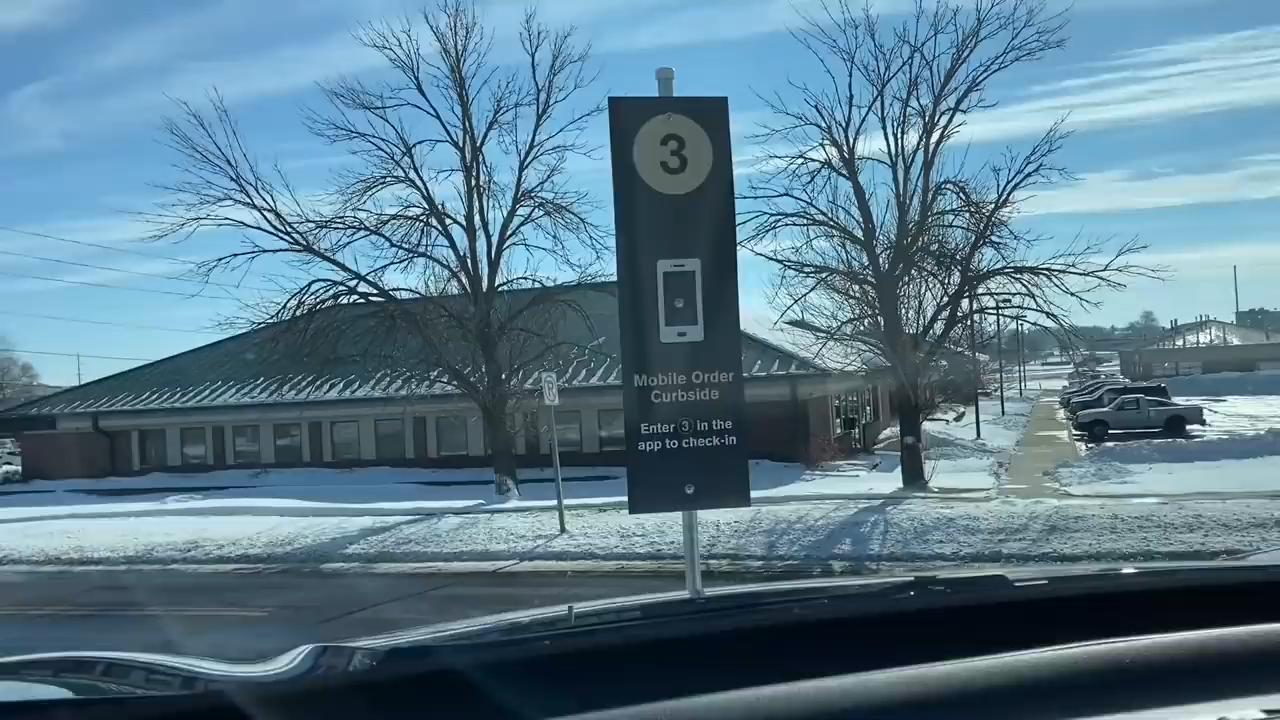 3
Mobile Order
Curbside
Enter 3 in the
app to check-in